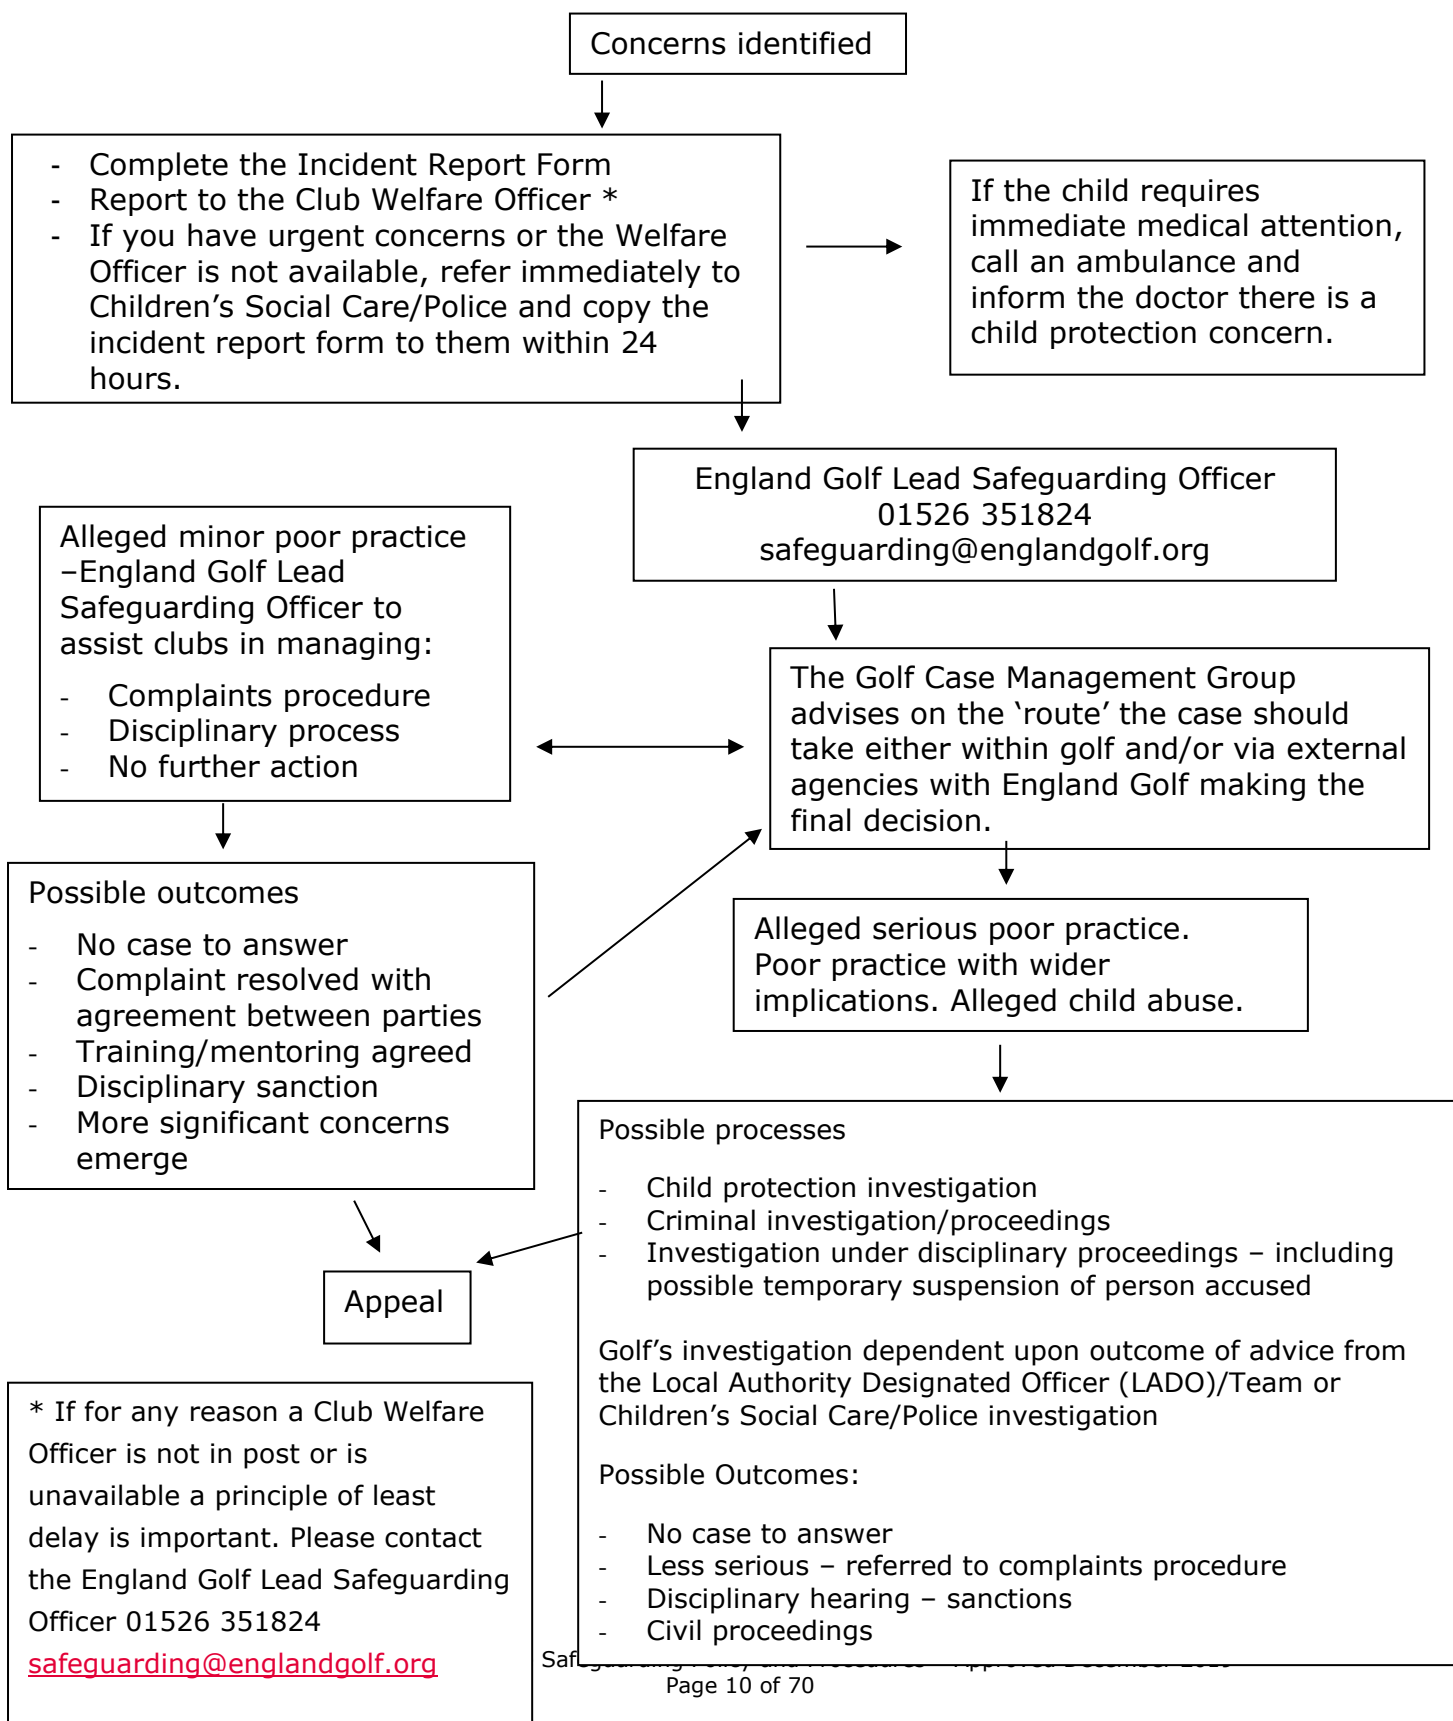 Concerns identified
- Complete the Incident Report Form
- Report to the Club Welfare Officer *
- If you have urgent concerns or the Welfare
Officer is not available, refer immediately to
Children’s Social Care/Police and copy the
incident report form to them within 24
hours.
If the child requires
immediate medical attention,
call an ambulance and
inform the doctor there is a
child protection concern.
England Golf Lead Safeguarding Officer
01526 351824
safeguarding@englandgolf.org
Alleged minor poor practice
–England Golf Lead
Safeguarding Officer to
assist clubs in managing:
- Complaints procedure
- Disciplinary process
- No further action
The Golf Case Management Group
advises on the ‘route’ the case should
take either within golf and/or via external
agencies with England Golf making the
final decision.
Possible outcomes
- No case to answer
- Complaint resolved with
agreement between parties
- Training/mentoring agreed
- Disciplinary sanction
- More significant concerns
emerge
Alleged serious poor practice.
Poor practice with wider
implications. Alleged child abuse.
Possible processes
- Child protection investigation
- Criminal investigation/proceedings
- Investigation under disciplinary proceedings – including
possible temporary suspension of person accused
Golf’s investigation dependent upon outcome of advice from
the Local Authority Designated Officer (LADO)/Team or
Children’s Social Care/Police investigation
Possible Outcomes:
- No case to answer
- Less serious – referred to complaints procedure
- Disciplinary hearing – sanctions
- Civil proceedings
Appeal
* If for any reason a Club Welfare
Officer is not in post or is
unavailable a principle of least
delay is important. Please contact
the England Golf Lead Safeguarding
Officer 01526 351824
safeguarding@englandgolf.org
Safeguarding Policy and Procedures – Approved December
Page 10 of 70